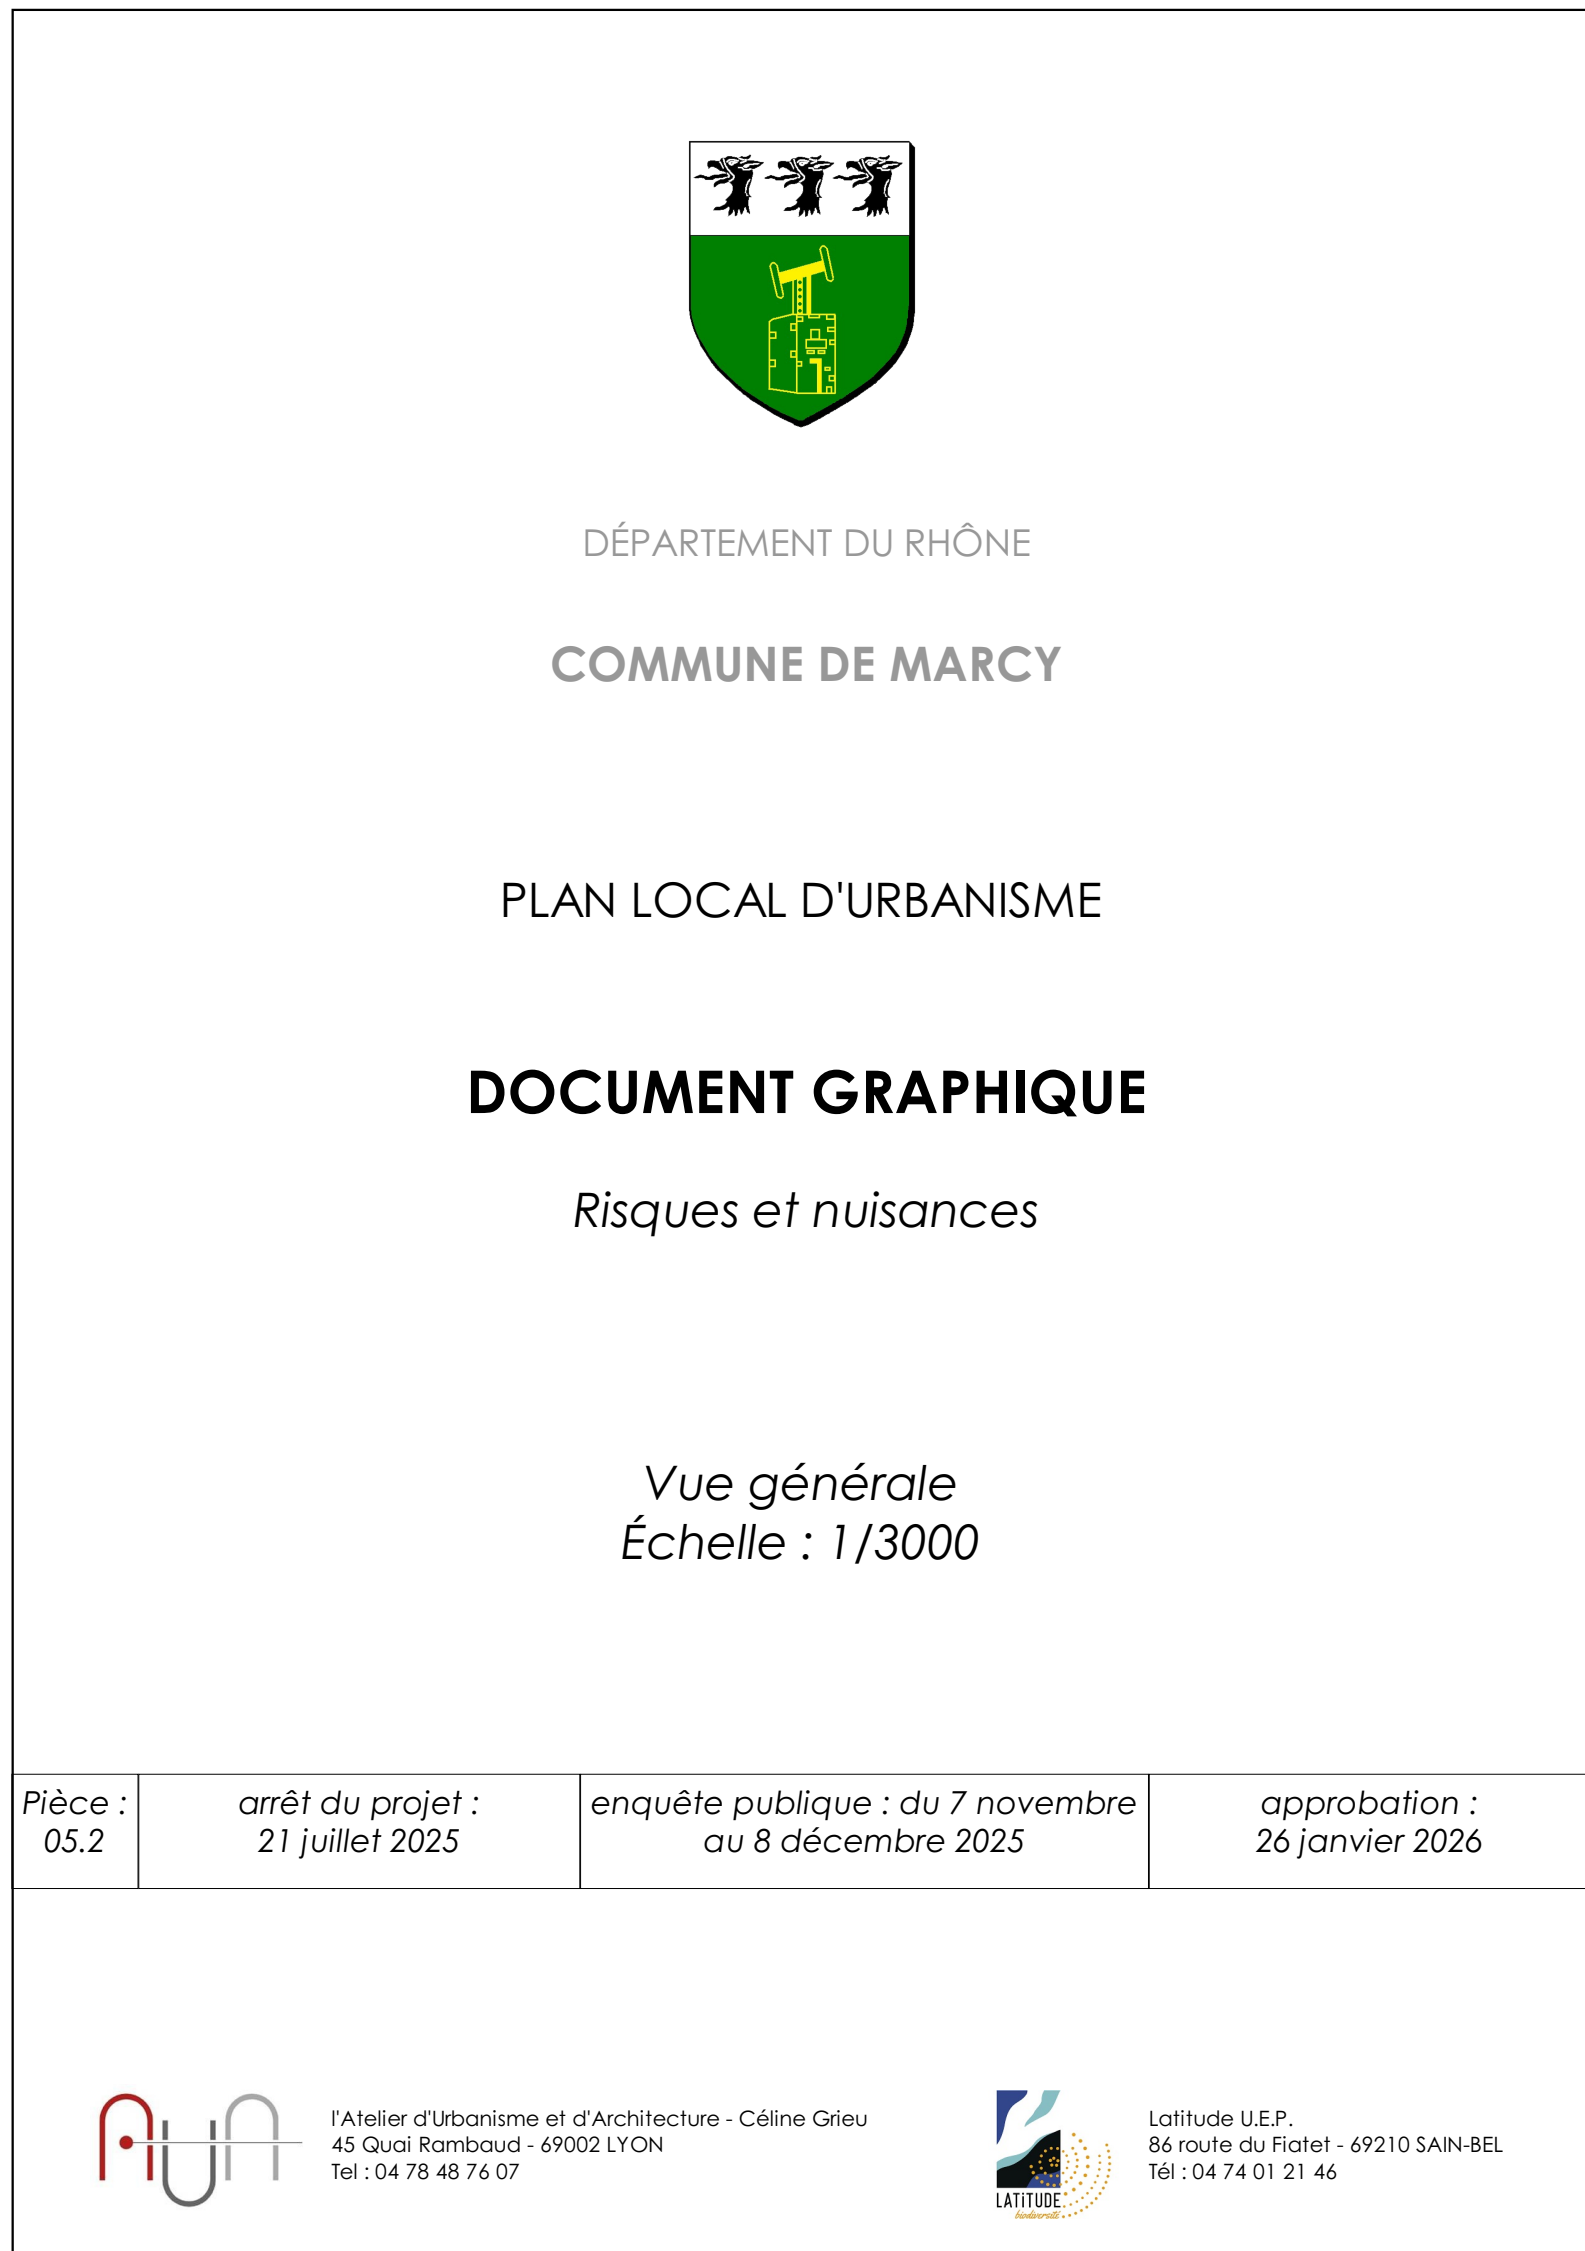 DÉPARTEMENT DU RHÔNE
COMMUNE DE MARCY
PLAN LOCAL D'URBANISME
DOCUMENT GRAPHIQUE
Risques et nuisances
Vue générale
Échelle : 1/3000
Pièce :
05.2
arrêt du projet :
21 juillet 2025
enquête publique : du 7 novembre
au 8 décembre 2025
approbation :
26 janvier 2026
AUA
l'Atelier d'Urbanisme et d'Architecture - Céline Grieu
45 Quai Rambaud - 69002 LYON
Tel : 04 78 48 76 07
LATiTUDE
biodiversité
Latitude U.E.P.
86 route du Fiatet - 69210 SAIN-BEL
Tél : 04 74 01 21 46